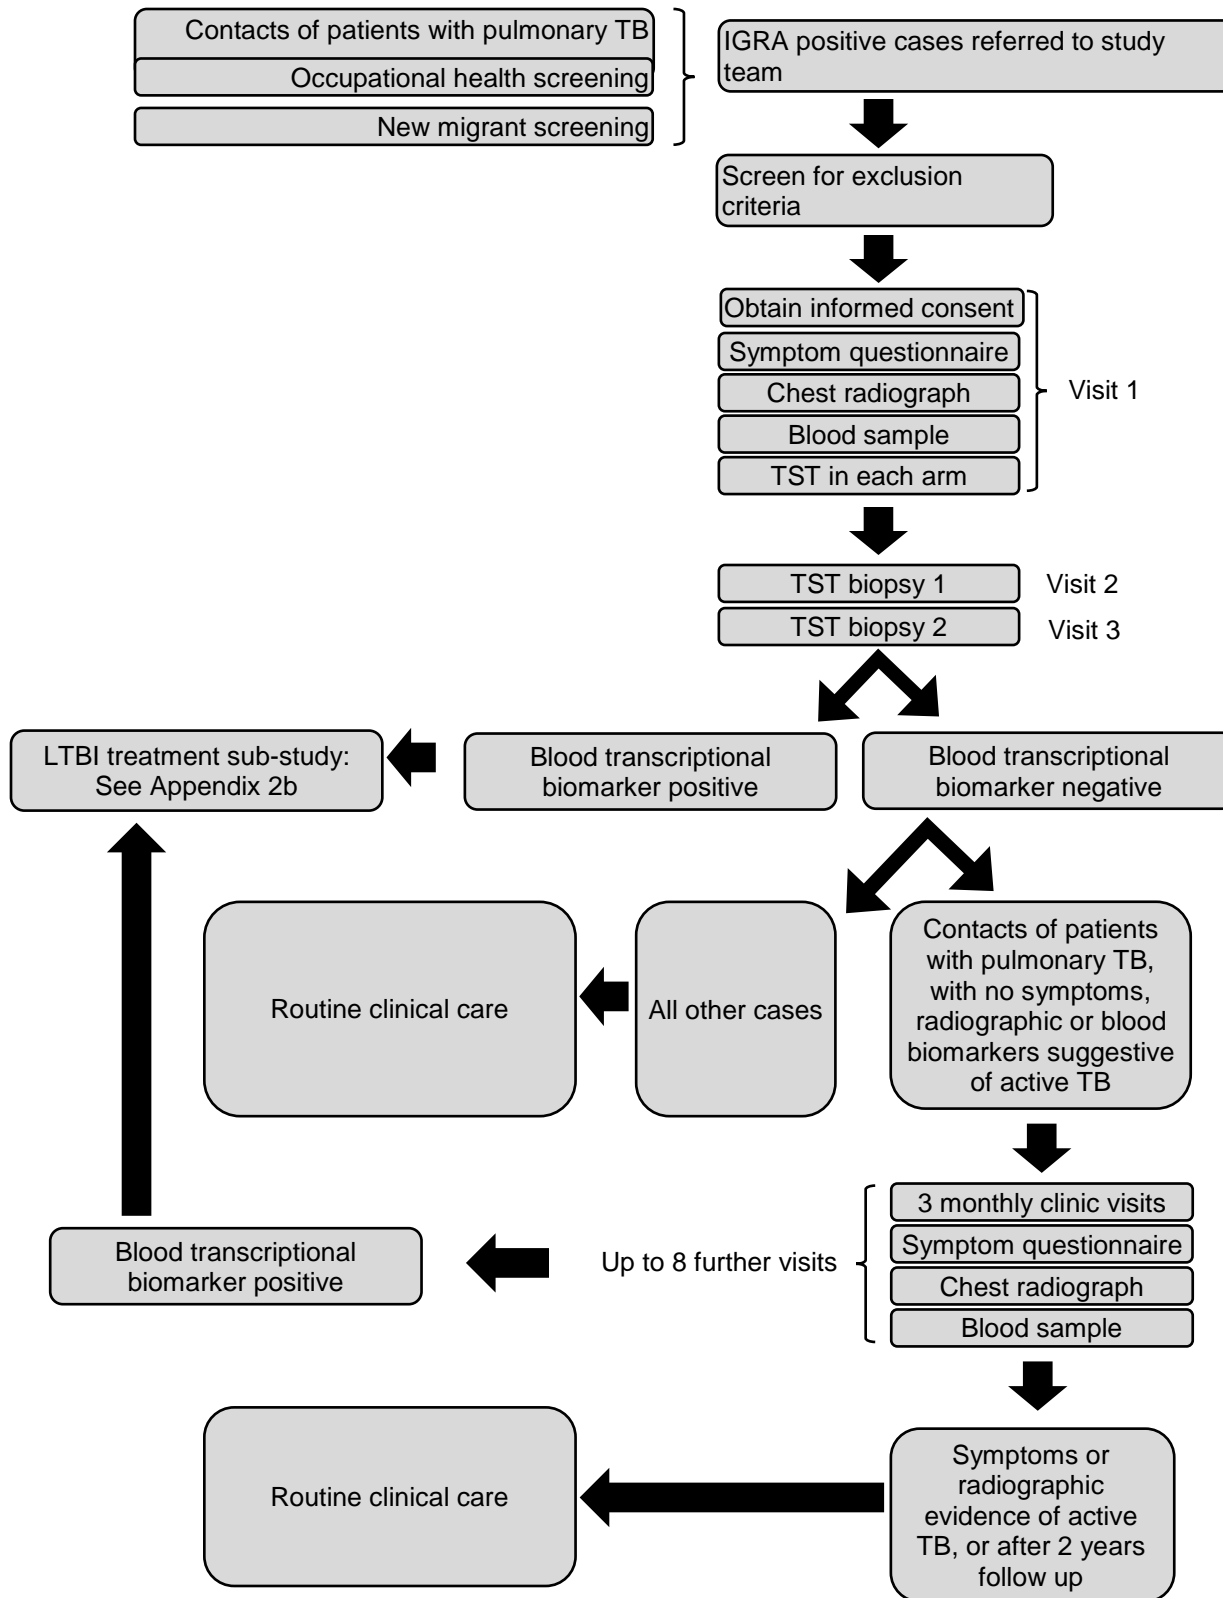 Contacts of patients with pulmonary TB
Occupational health screening
New migrant screening
IGRA positive cases referred to study
team
Screen for exclusion
criteria
Obtain informed consent
Symptom questionnaire
Chest radiograph
Blood sample
TST in each arm
Visit 1
TST biopsy 1
Visit 2
TST biopsy 2
Visit 3
LTBI treatment sub-study:
See Appendix 2b
Blood transcriptional
biomarker positive
Blood transcriptional
biomarker negative
Routine clinical care
All other cases
Contacts of patients
with pulmonary TB,
with no symptoms,
radiographic or blood
biomarkers suggestive
of active TB
3 monthly clinic visits
Symptom questionnaire
Chest radiograph
Blood sample
Up to 8 further visits
Blood transcriptional
biomarker positive
Routine clinical care
Symptoms or
radiographic
evidence of active
TB, or after 2 years
follow up